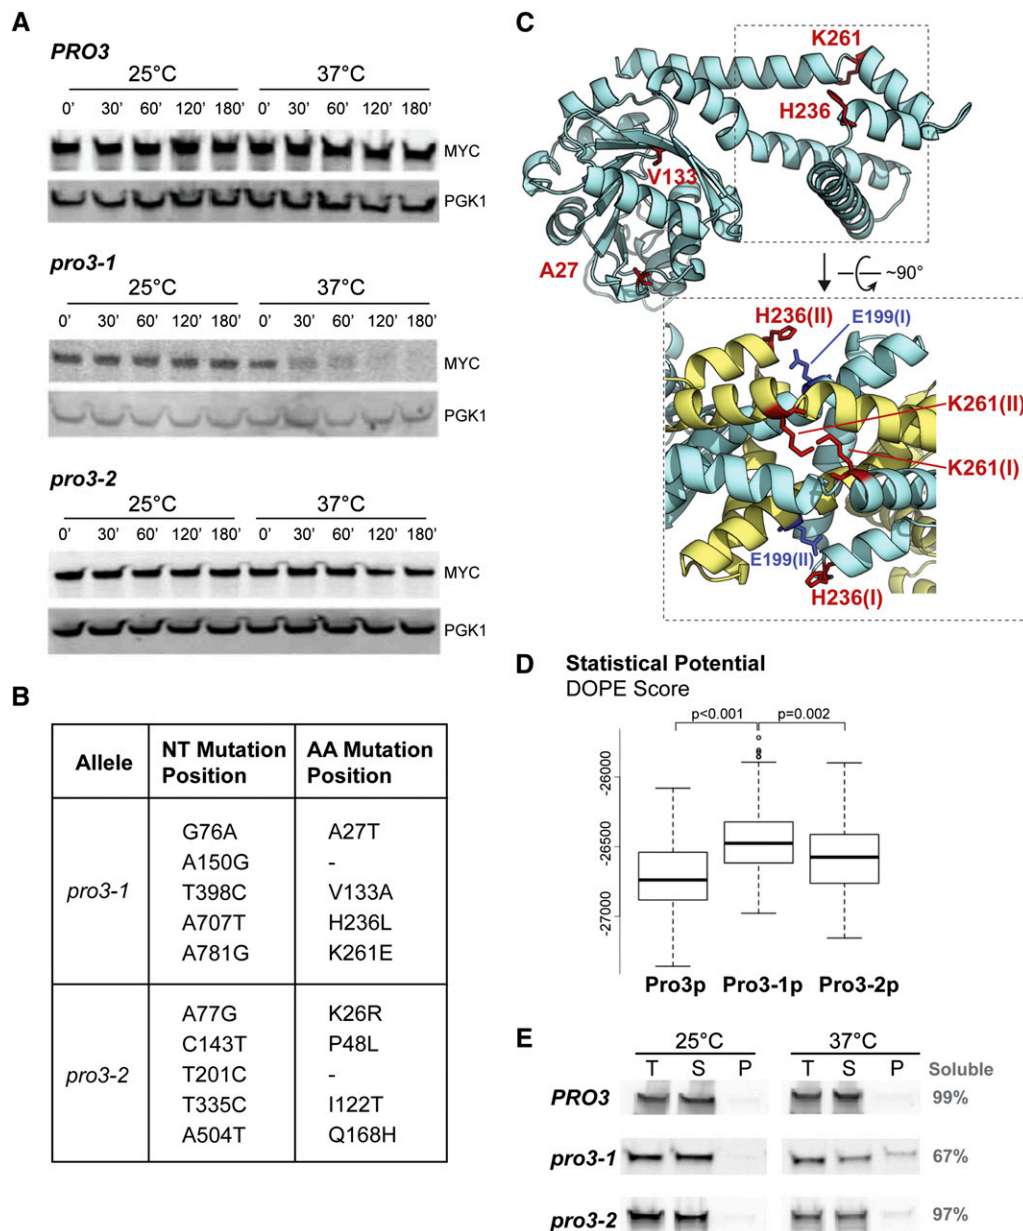 A
PRO3
25°C 37°C
0' 30' 60' 120' 180' 0' 30' 60' 120' 180'
MYC
PGK1
pro3-1
25°C 37°C
0' 30' 60' 120' 180' 0' 30' 60' 120' 180'
MYC
PGK1
pro3-2
25°C 37°C
0' 30' 60' 120' 180' 0' 30' 60' 120' 180'
MYC
PGK1
B
Allele NT Mutation Position AA Mutation Position
pro3-1
G76A A27T
A150G -
T398C V133A
A707T H236L
A781G K261E
pro3-2
A77G K26R
C143T P48L
T201C -
T335C I122T
A504T Q168H
C
K261
H236
V133
A27
~90°
H236(II)
E199(I)
K261(II)
K261(I)
E199(II)
H236(I)
D
Statistical Potential
DOPE Score
p<0.001 p=0.002
-26000
-26500
-27000
Pro3p Pro3-1p Pro3-2p
E
25°C 37°C
T S P T S P Soluble
PRO3 99%
pro3-1 67%
pro3-2 97%